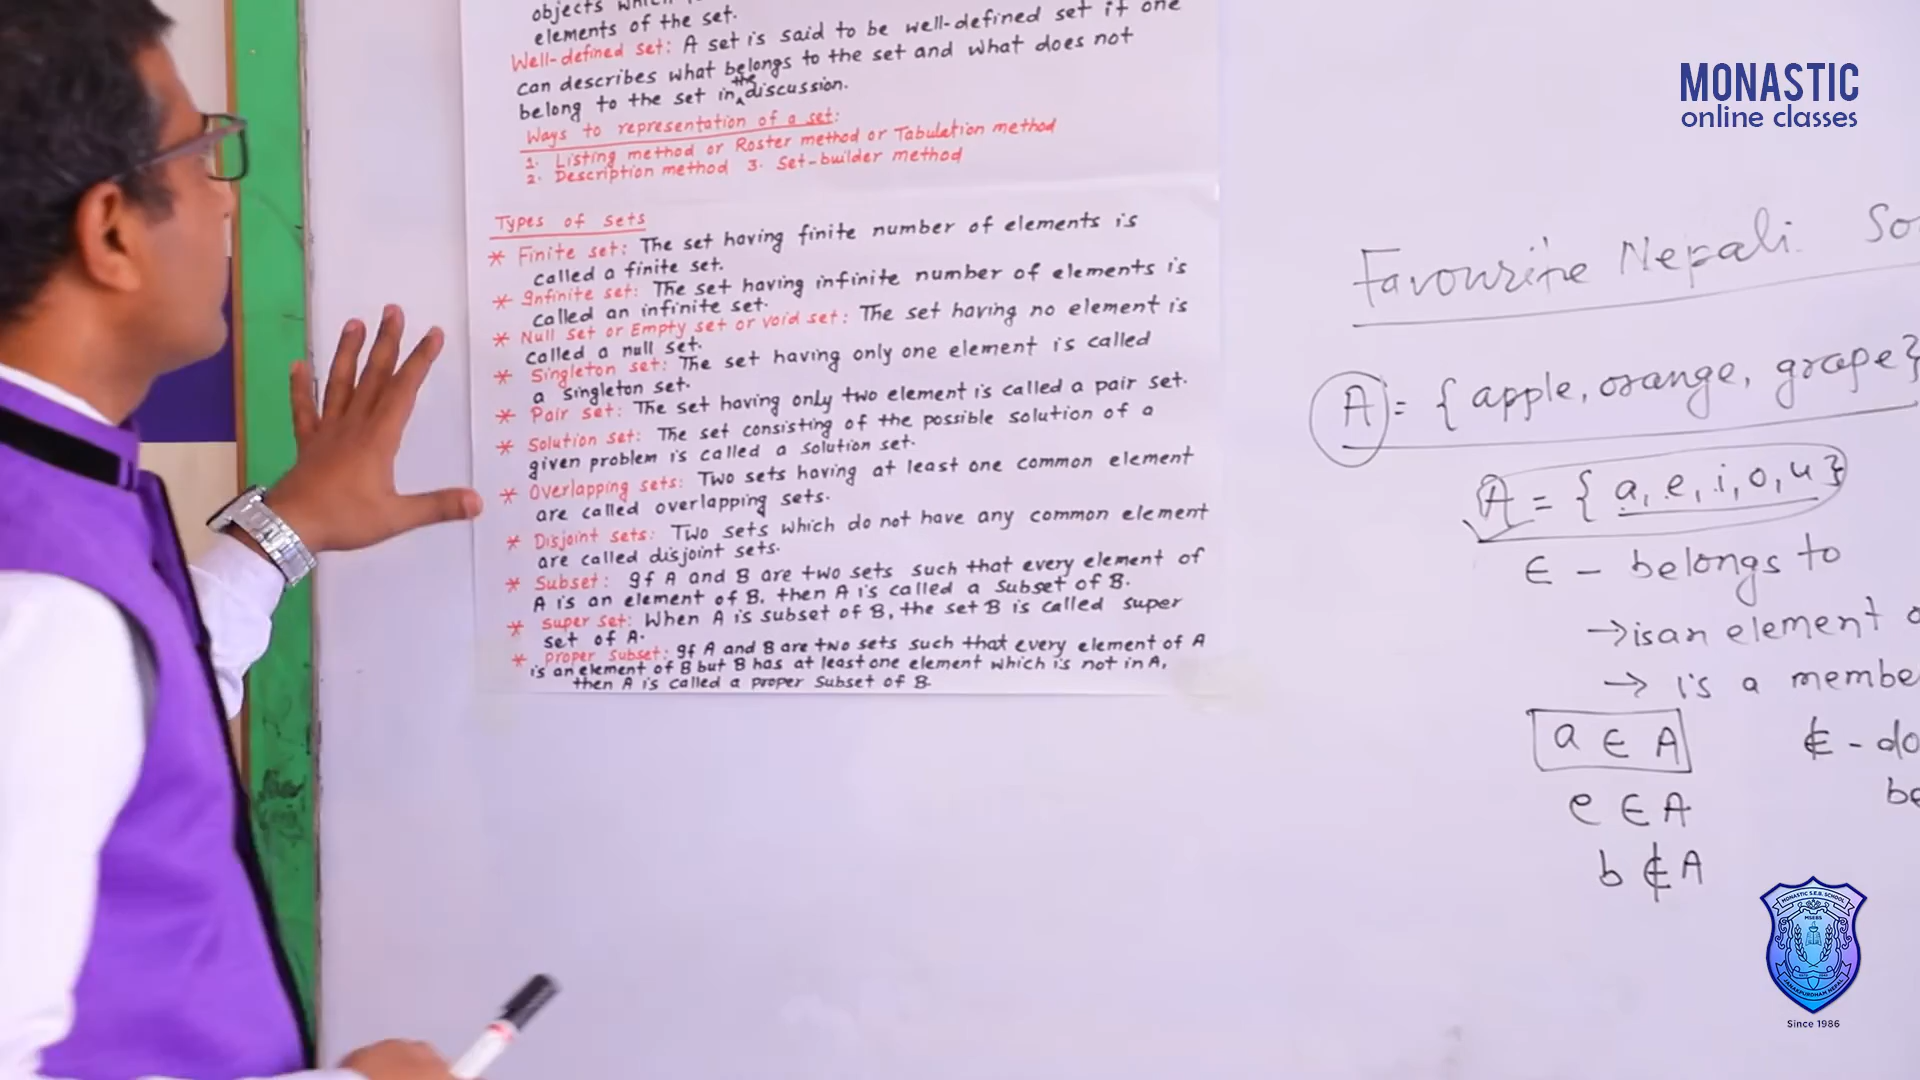 objects which
elements of the set.
Well-defined set: A set is said to be well-defined set if one
can describes what belongs to the set and what does not
belong to the set in the discussion.
Ways to representation of a set:
1. Listing method or Roster method or Tabulation method
2. Description method 3. Set-builder method
Types of sets
* Finite set: The set having finite number of elements is
called a finite set.
* Infinite set: The set having infinite number of elements is
called an infinite set.
* Null set or Empty set or void set: The set having no element is
called a null set.
* Singleton set: The set having only one element is called
a singleton set.
* Pair set: The set having only two element is called a pair set.
* Solution set: The set consisting of the possible solution of a
given problem is called a solution set.
* Overlapping sets: Two sets having at least one common element
are called overlapping sets.
* Disjoint sets: Two sets which do not have any common element
are called disjoint sets.
* Subset: If A and B are two sets such that every element of
A is an element of B. then A is called a subset of B.
* Super set: When A is subset of B, the set B is called super
set of A.
* Proper subset: If A and B are two sets such that every element of A
is an element of B but B has at least one element which is not in A,
then A is called a proper subset of B.
MONASTIC
online classes
Favourite Nepali So
A = { apple, orange, grape}
A = { a, e, i, o, u }
∈ - belongs to
→ is an element o
→ is a membe
a ∈ A
∉ - do
be
e ∈ A
b ∉ A
MONASTIC S.E.B. SCHOOL
MSEBS
JANAKPURDHAM NEPAL
Since 1986